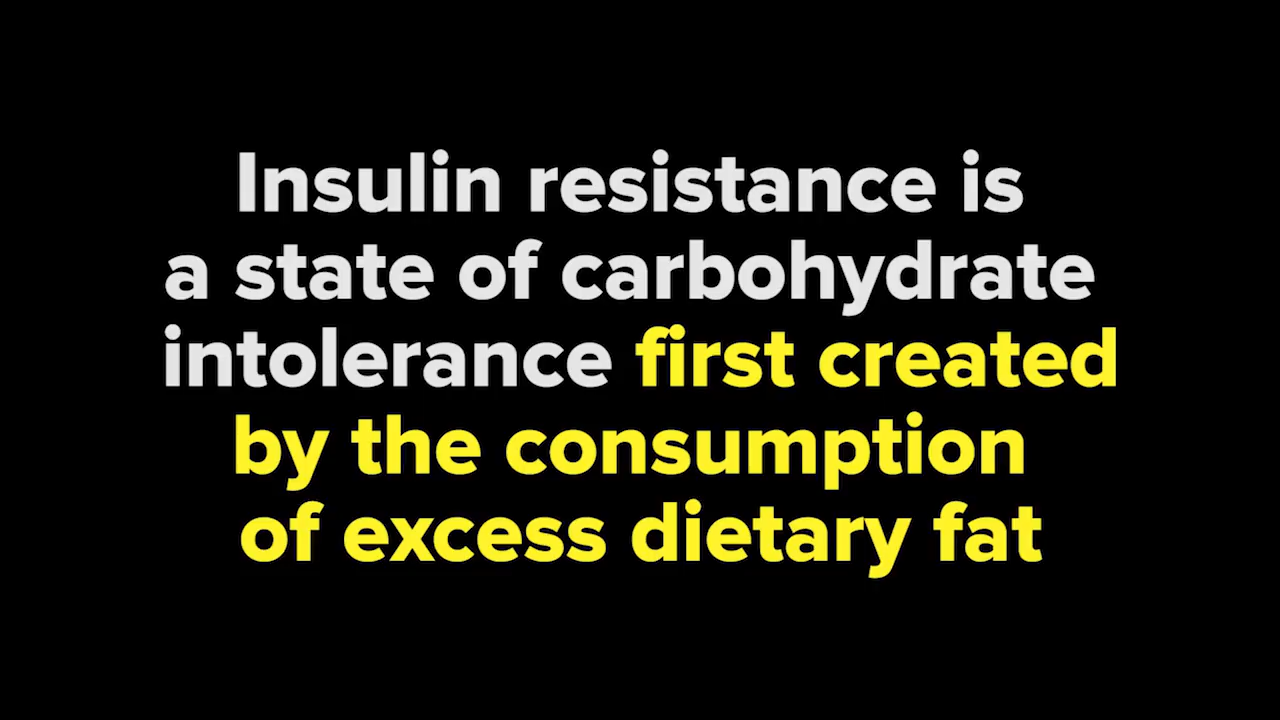 Insulin resistance is
a state of carbohydrate
intolerance first created
by the consumption
of excess dietary fat